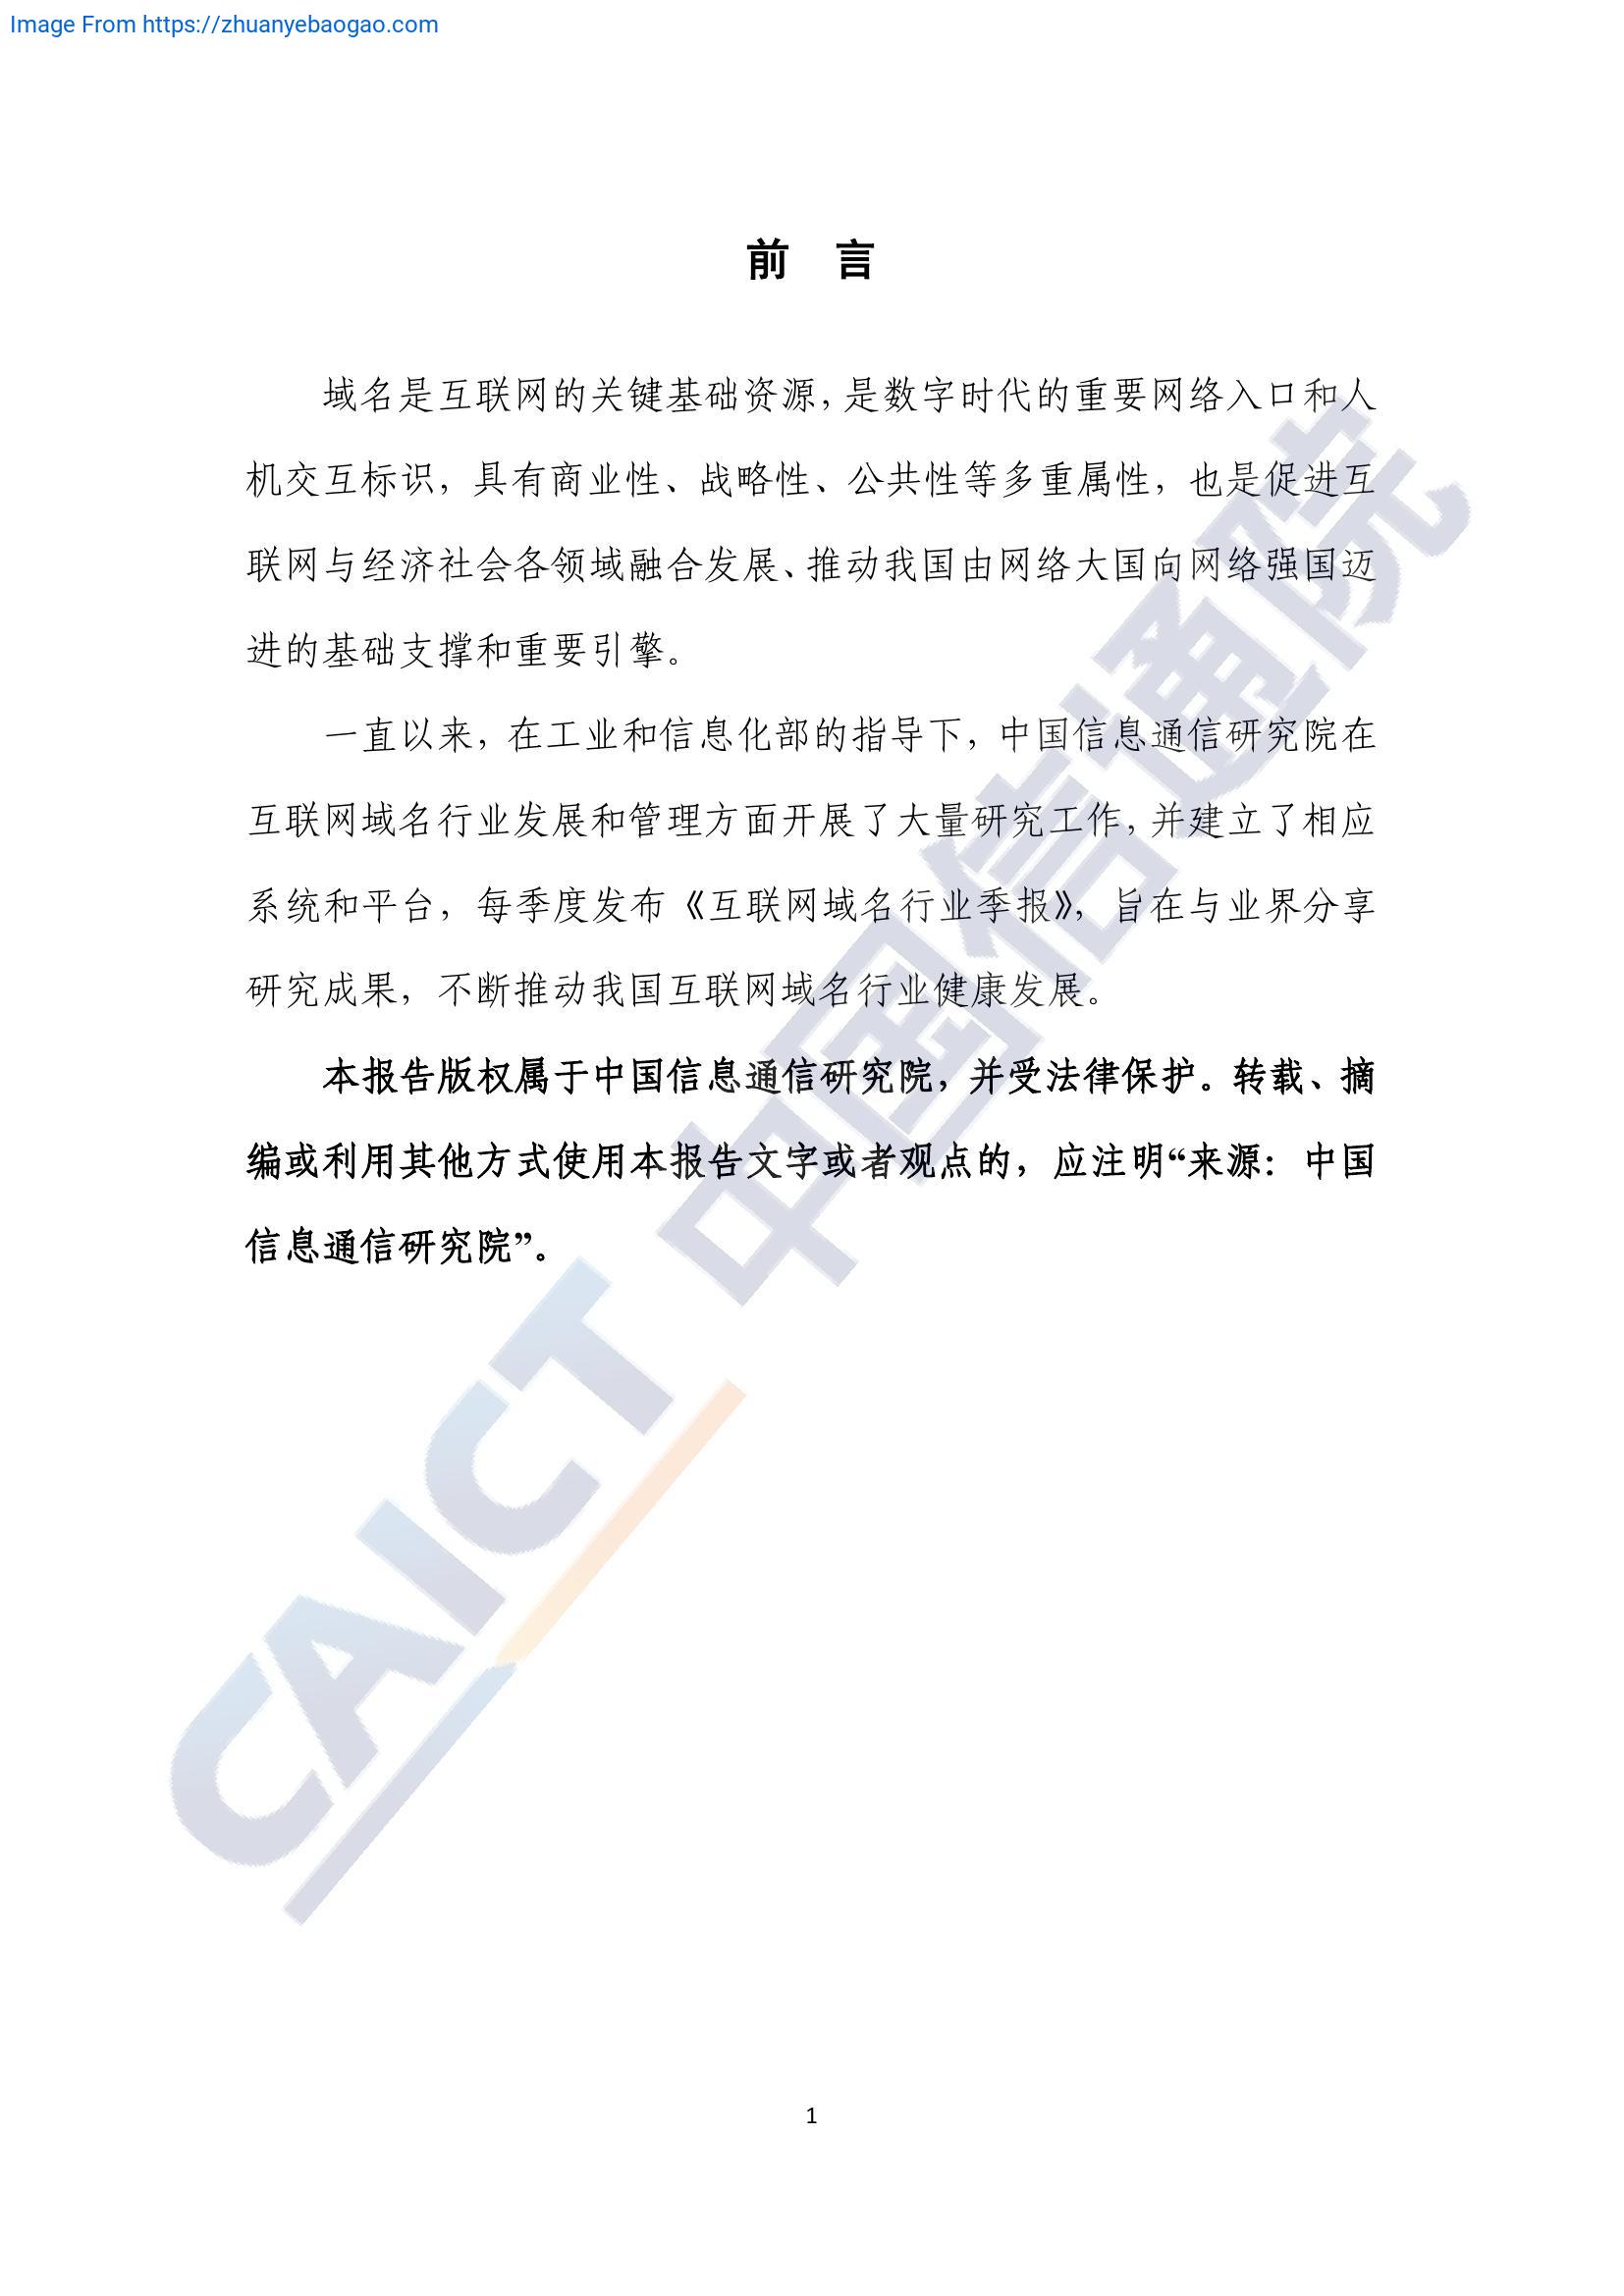 Image From https://zhuanyebaogao.com
前 言
域名是互联网的关键基础资源，是数字时代的重要网络入口和人
机交互标识，具有商业性、战略性、公共性等多重属性，也是促进互
联网与经济社会各领域融合发展、推动我国由网络大国向网络强国迈
进的基础支撑和重要引擎。
一直以来，在工业和信息化部的指导下，中国信息通信研究院在
互联网域名行业发展和管理方面开展了大量研究工作，并建立了相应
系统和平台，每季度发布《互联网域名行业季报》，旨在与业界分享
研究成果，不断推动我国互联网域名行业健康发展。
本报告版权属于中国信息通信研究院，并受法律保护。转载、摘
编或利用其他方式使用本报告文字或者观点的，应注明“来源：中国
信息通信研究院”。
CAICT 中国信通院
1